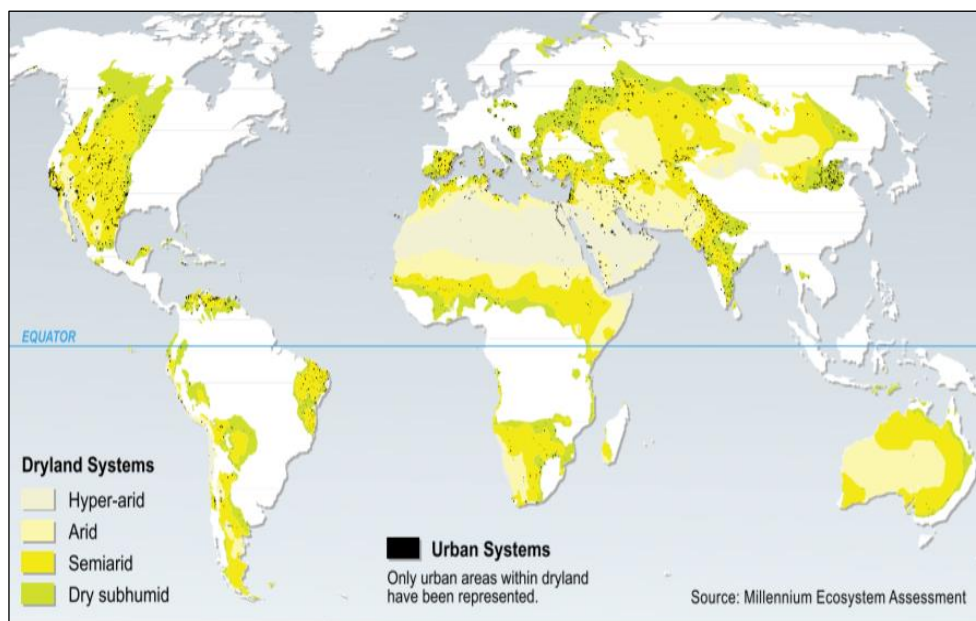 EQUATOR
Dryland Systems
Hyper-arid
Arid
Semiarid
Dry subhumid
Urban Systems
Only urban areas within dryland
have been represented.
Source: Millennium Ecosystem Assessment